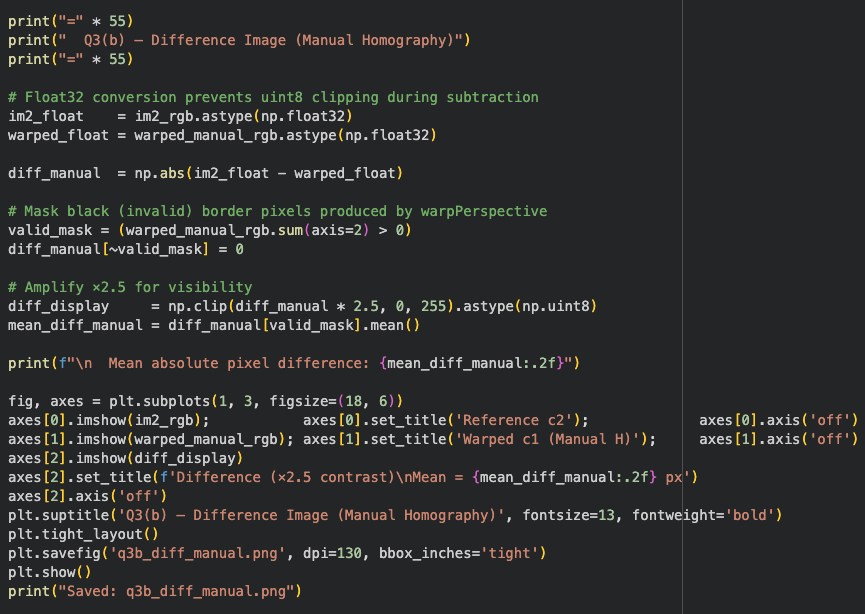 print("=" * 55)
print("  Q3(b) — Difference Image (Manual Homography)")
print("=" * 55)

# Float32 conversion prevents uint8 clipping during subtraction
im2_float    = im2_rgb.astype(np.float32)
warped_float = warped_manual_rgb.astype(np.float32)

diff_manual  = np.abs(im2_float - warped_float)

# Mask black (invalid) border pixels produced by warpPerspective
valid_mask = (warped_manual_rgb.sum(axis=2) > 0)
diff_manual[~valid_mask] = 0

# Amplify ×2.5 for visibility
diff_display     = np.clip(diff_manual * 2.5, 0, 255).astype(np.uint8)
mean_diff_manual = diff_manual[valid_mask].mean()

print(f"\n  Mean absolute pixel difference: {mean_diff_manual:.2f}")

fig, axes = plt.subplots(1, 3, figsize=(18, 6))
axes[0].imshow(im2_rgb);           axes[0].set_title('Reference c2');             axes[0].axis('off')
axes[1].imshow(warped_manual_rgb); axes[1].set_title('Warped c1 (Manual H)');     axes[1].axis('off')
axes[2].imshow(diff_display)
axes[2].set_title(f'Difference (×2.5 contrast)\nMean = {mean_diff_manual:.2f} px')
axes[2].axis('off')
plt.suptitle('Q3(b) — Difference Image (Manual Homography)', fontsize=13, fontweight='bold')
plt.tight_layout()
plt.savefig('q3b_diff_manual.png', dpi=130, bbox_inches='tight')
plt.show()
print("Saved: q3b_diff_manual.png")